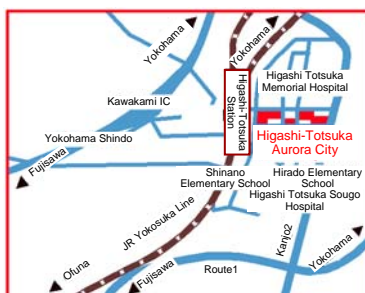 Yokohama
Yokohama
Higashi Totsuka
Memorial Hospital
Kawakami IC
Higashi-Totsuka
Station
Higashi-Totsuka
Aurora City
Yokohama Shindo
Fujisawa
Shinano
Elementary School
Hirado Elementary
School
Higashi Totsuka Sougo
Hospital
JR Yokosuka Line
Kanjo2
Yokohama
Ofuna
Fujisawa
Route1